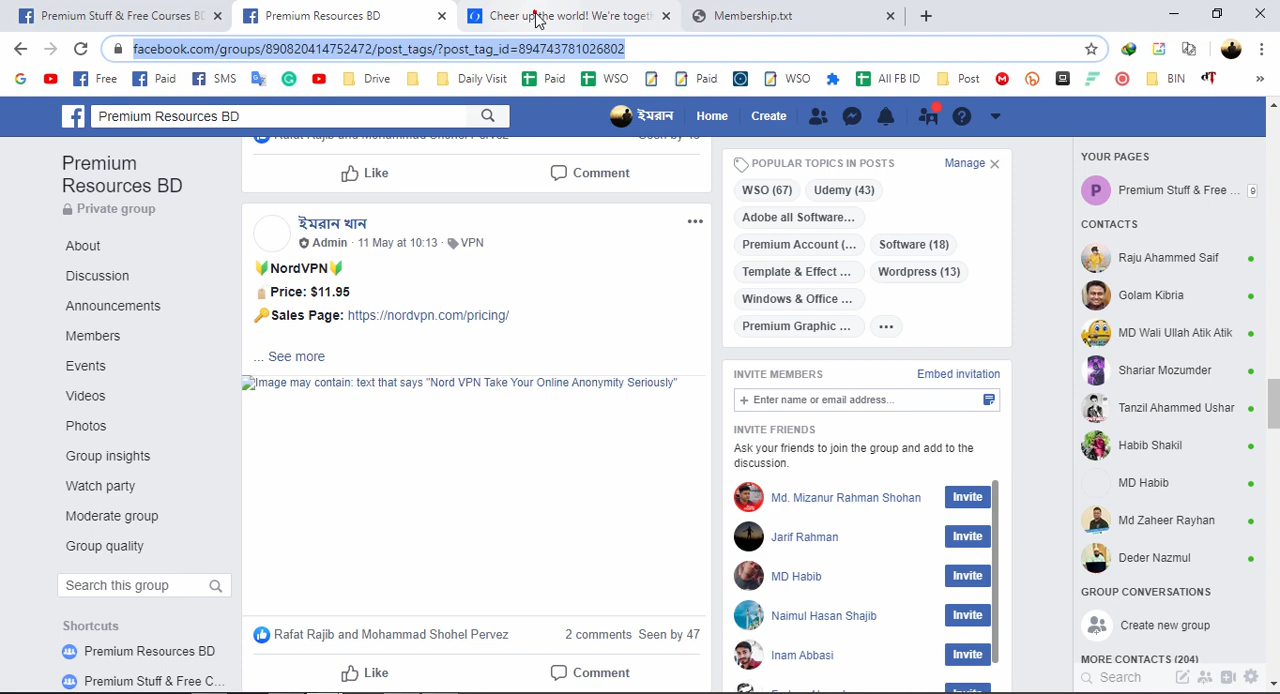 Premium Stuff & Free Courses BD
Premium Resources BD
Cheer up the world! We're togeth
Membership.txt
facebook.com/groups/890820414752472/post_tags/?post_tag_id=894743781026802
Free
Paid
SMS
Drive
Daily Visit
Paid
WSO
Paid
WSO
All FB ID
Post
BIN
»
Premium Resources BD
ইমরান
Home
Create
Premium
Resources BD
Private group
About
Discussion
Announcements
Members
Events
Videos
Photos
Group insights
Watch party
Moderate group
Group quality
Search this group
Shortcuts
Premium Resources BD
Premium Stuff & Free C...
Rafat Rajib and Mohammad Shohel Pervez
Like
Comment
ইমরান খান
Admin · 11 May at 10:13 · VPN
NordVPN
Price: $11.95
Sales Page: https://nordvpn.com/pricing/
... See more
Image may contain: text that says "Nord VPN Take Your Online Anonymity Seriously"
Rafat Rajib and Mohammad Shohel Pervez
2 comments Seen by 47
Like
Comment
POPULAR TOPICS IN POSTS
Manage
WSO (67)
Udemy (43)
Adobe all Software...
Premium Account (...
Software (18)
Template & Effect ...
Wordpress (13)
Windows & Office ...
Premium Graphic ...
INVITE MEMBERS
Embed invitation
+ Enter name or email address...
INVITE FRIENDS
Ask your friends to join the group and add to the
discussion.
Md. Mizanur Rahman Shohan
Invite
Jarif Rahman
Invite
MD Habib
Invite
Naimul Hasan Shajib
Invite
Inam Abbasi
Invite
YOUR PAGES
P
Premium Stuff & Free ...
9
CONTACTS
Raju Ahammed Saif
Golam Kibria
MD Wali Ullah Atik Atik
Shariar Mozumder
Tanzil Ahammed Ushar
Habib Shakil
MD Habib
Md Zaheer Rayhan
Deder Nazmul
GROUP CONVERSATIONS
Create new group
MORE CONTACTS (204)
Search